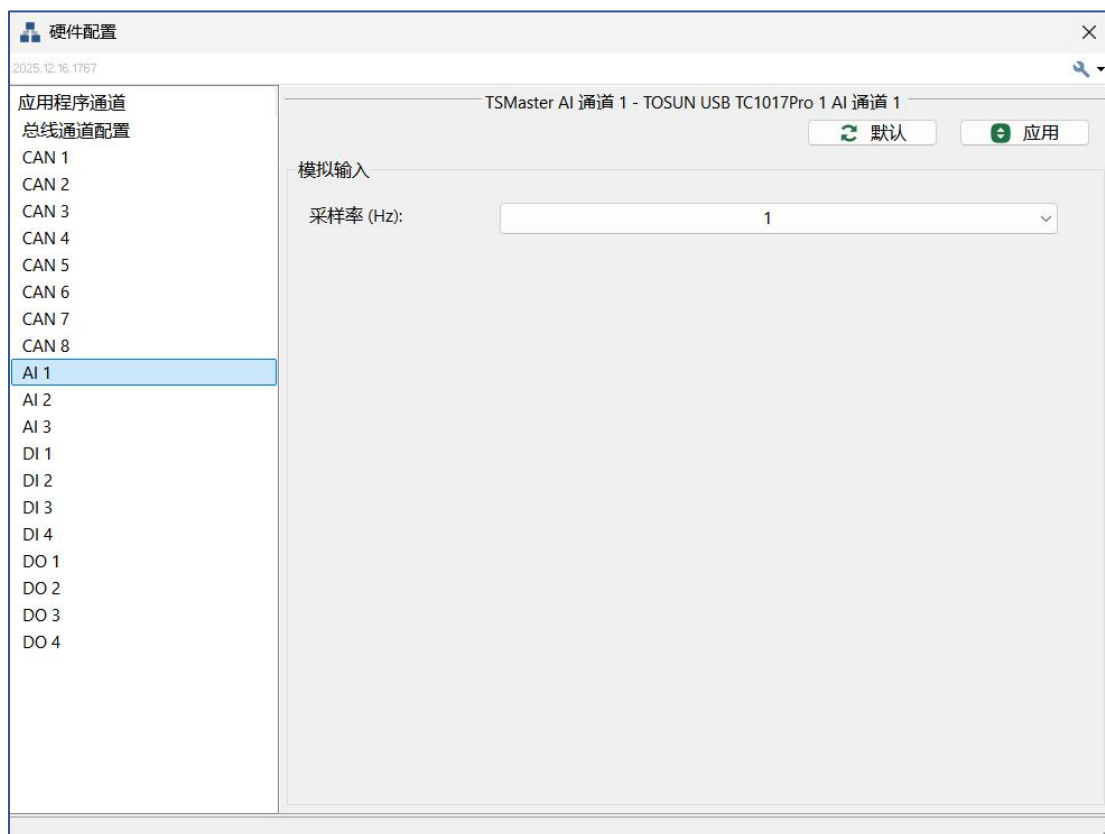 硬件配置
2025.12.16.1767
应用程序通道
总线通道配置
CAN 1
CAN 2
CAN 3
CAN 4
CAN 5
CAN 6
CAN 7
CAN 8
AI 1
AI 2
AI 3
DI 1
DI 2
DI 3
DI 4
DO 1
DO 2
DO 3
DO 4
TSMaster AI 通道 1 - TOSUN USB TC1017Pro 1 AI 通道 1
默认 应用
模拟输入
采样率 (Hz): 1